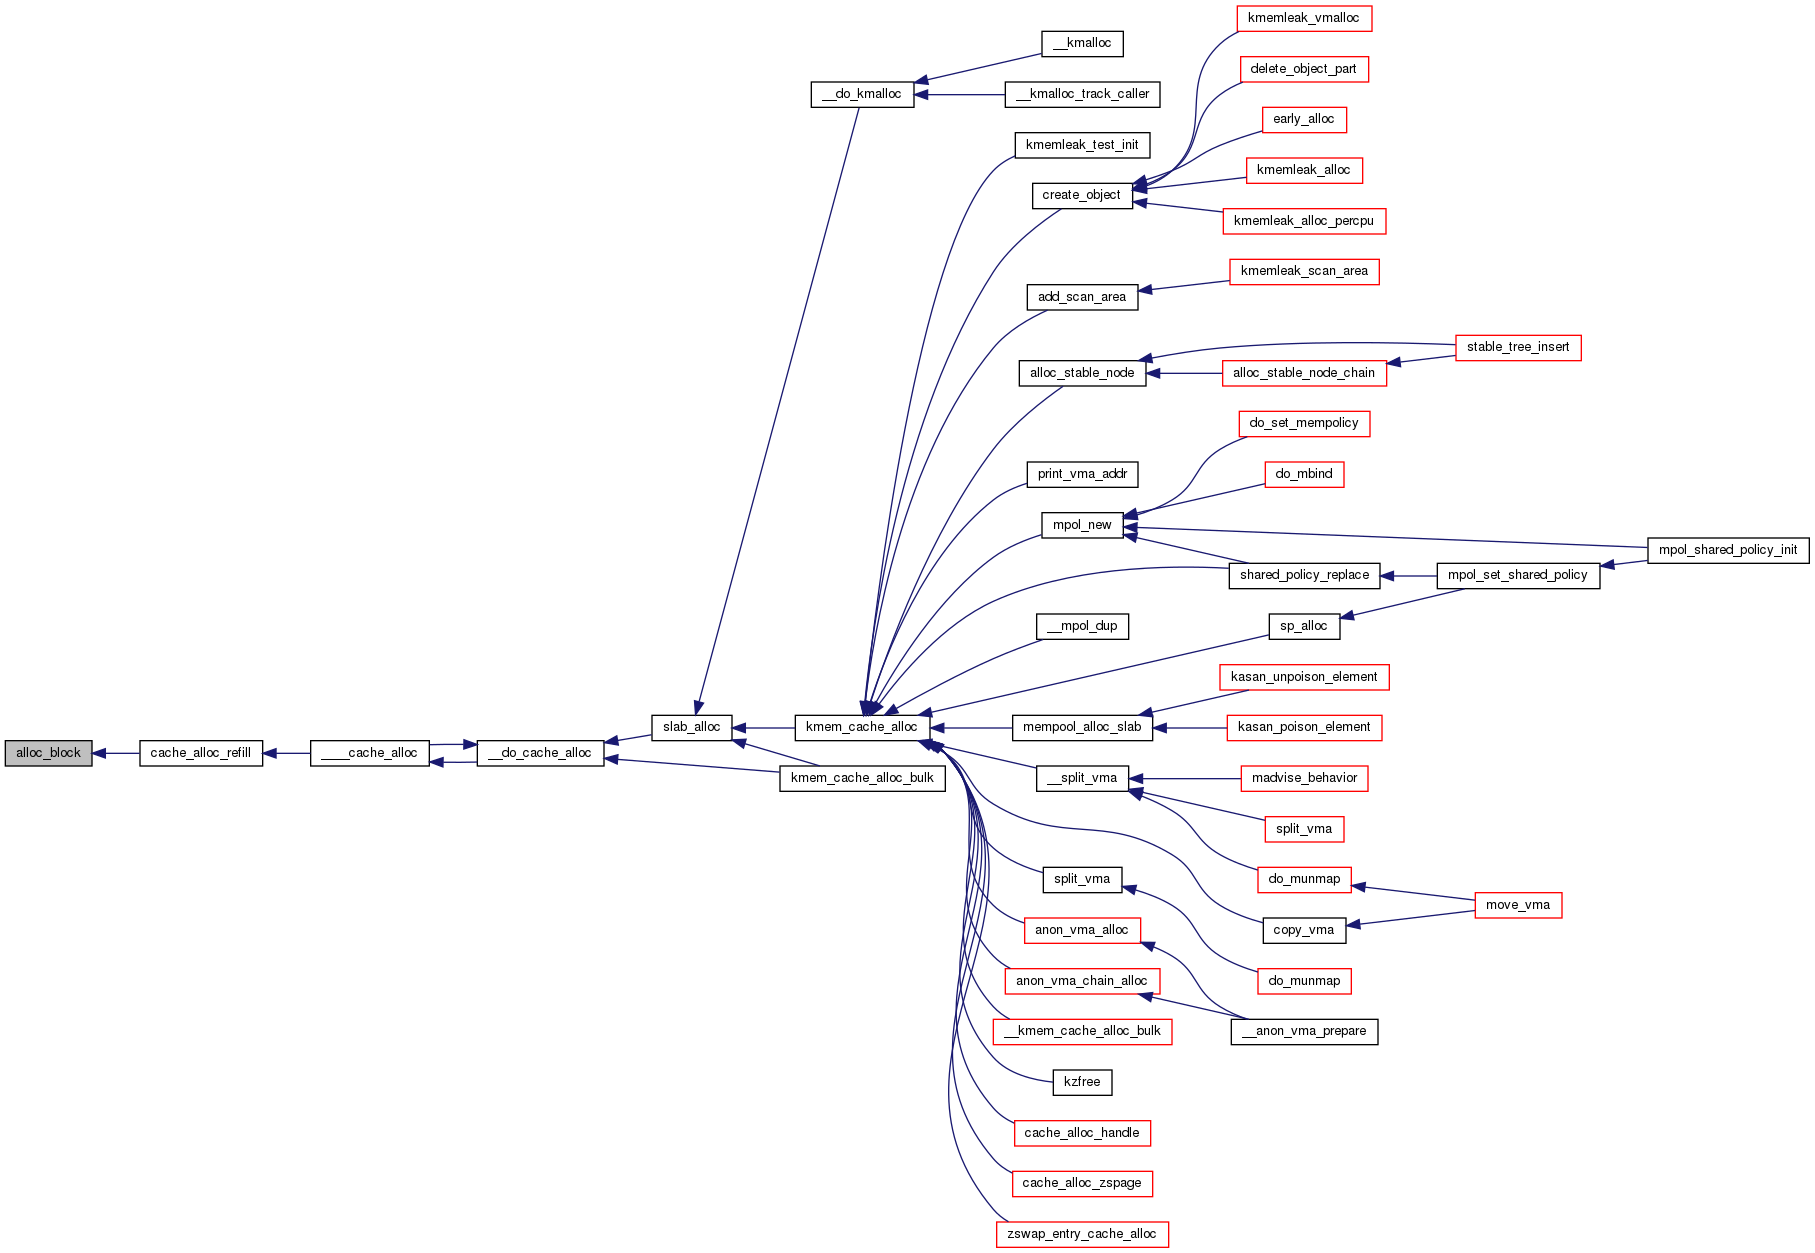 kmemleak_vmalloc
__kmalloc
delete_object_part
__do_kmalloc
__kmalloc_track_caller
early_alloc
kmemleak_test_init
kmemleak_alloc
create_object
kmemleak_alloc_percpu
kmemleak_scan_area
add_scan_area
stable_tree_insert
alloc_stable_node
alloc_stable_node_chain
do_set_mempolicy
print_vma_addr
do_mbind
mpol_new
mpol_shared_policy_init
shared_policy_replace
mpol_set_shared_policy
__mpol_dup
sp_alloc
kasan_unpoison_element
slab_alloc
kmem_cache_alloc
mempool_alloc_slab
kasan_poison_element
alloc_block
cache_alloc_refill
____cache_alloc
__do_cache_alloc
kmem_cache_alloc_bulk
__split_vma
madvise_behavior
split_vma
split_vma
do_munmap
move_vma
anon_vma_alloc
copy_vma
anon_vma_chain_alloc
do_munmap
__kmem_cache_alloc_bulk
__anon_vma_prepare
kzfree
cache_alloc_handle
cache_alloc_zspage
zswap_entry_cache_alloc